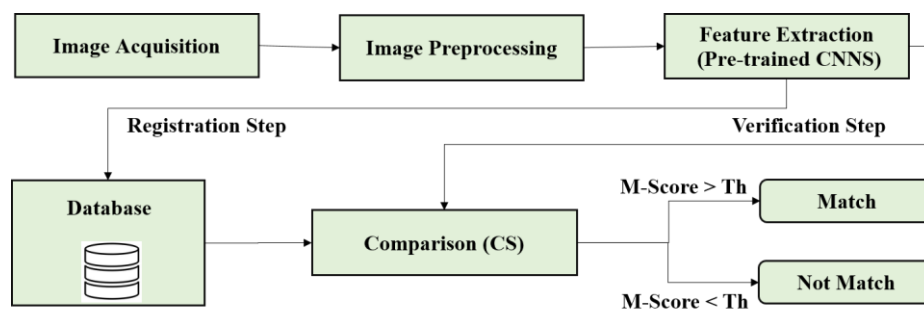 Image Acquisition
Image Preprocessing
Feature Extraction
(Pre-trained CNNS)
Registration Step
Verification Step
Database
Comparison (CS)
M-Score > Th
Match
Not Match
M-Score < Th